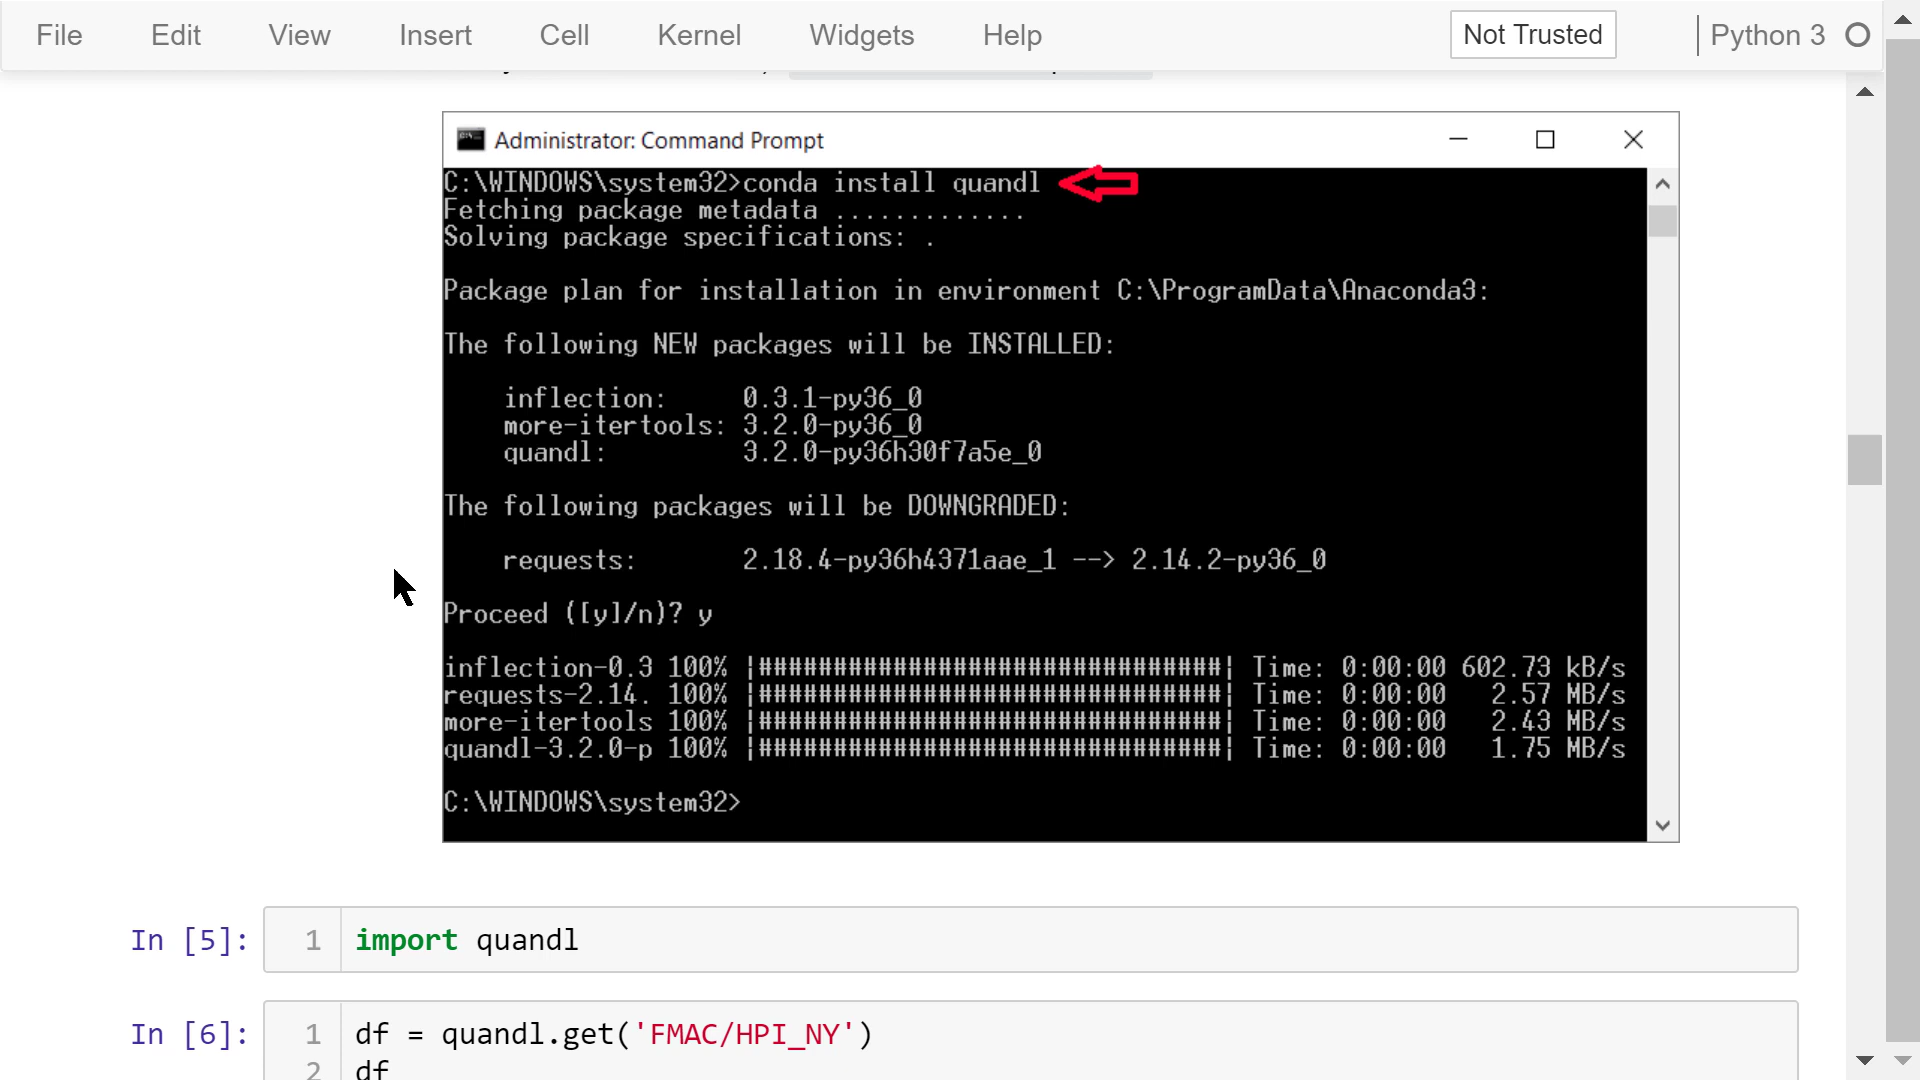 File Edit View Insert Cell Kernel Widgets Help Not Trusted Python 3
Administrator: Command Prompt
C:\WINDOWS\system32>conda install quandl
Fetching package metadata .............
Solving package specifications: .
Package plan for installation in environment C:\ProgramData\Anaconda3:
The following NEW packages will be INSTALLED:
inflection: 0.3.1-py36_0
more-itertools: 3.2.0-py36_0
quandl: 3.2.0-py36h30f7a5e_0
The following packages will be DOWNGRADED:
requests: 2.18.4-py36h4371aae_1 --> 2.14.2-py36_0
Proceed ([y]/n)? y
inflection-0.3 100% |###############################| Time: 0:00:00 602.73 kB/s
requests-2.14. 100% |###############################| Time: 0:00:00 2.57 MB/s
more-itertools 100% |###############################| Time: 0:00:00 2.43 MB/s
quandl-3.2.0-p 100% |###############################| Time: 0:00:00 1.75 MB/s
C:\WINDOWS\system32>
In [5]: 1 import quandl
In [6]: 1 df = quandl.get('FMAC/HPI_NY')
2 df